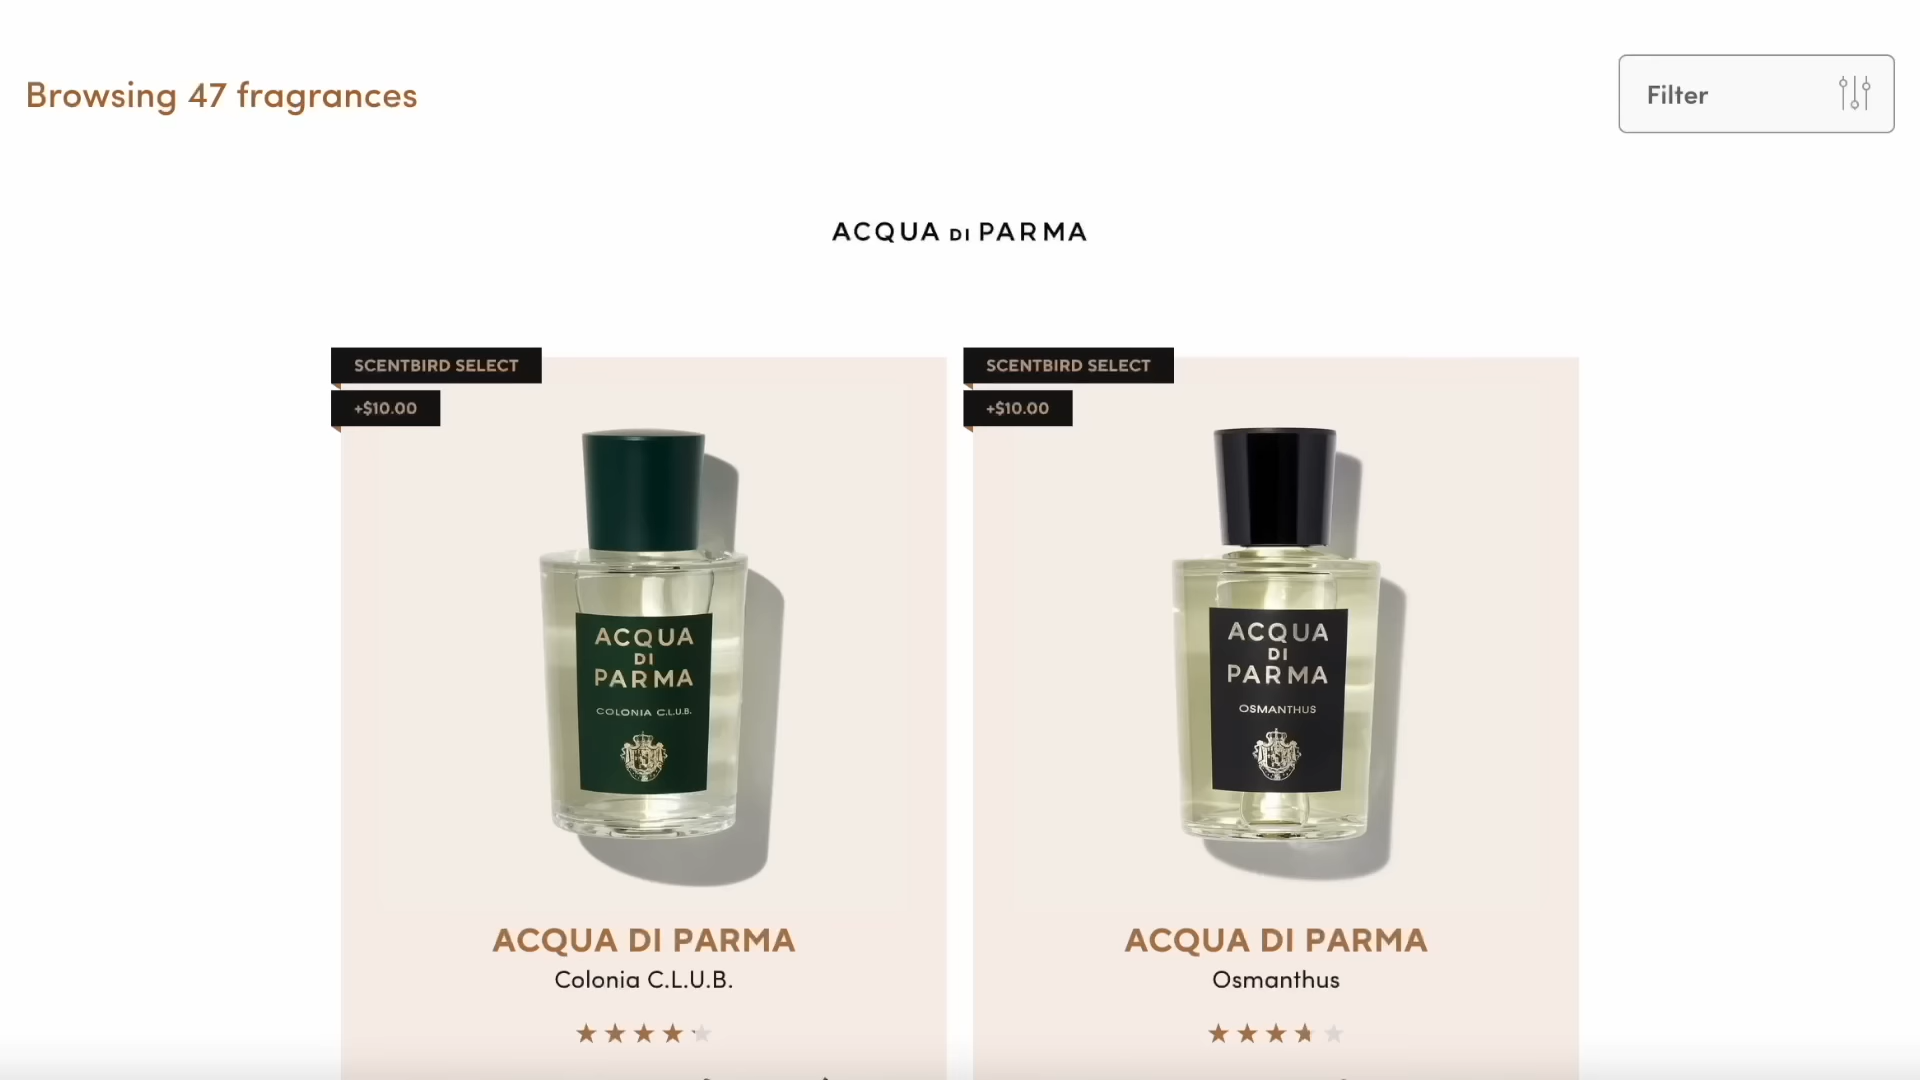 Browsing 47 fragrances
Filter
ACQUA DI PARMA
SCENTBIRD SELECT
+$10.00
ACQUA
DI
PARMA
COLONIA C.L.U.B.
ACQUA DI PARMA
Colonia C.L.U.B.
SCENTBIRD SELECT
+$10.00
ACQUA
DI
PARMA
OSMANTHUS
ACQUA DI PARMA
Osmanthus